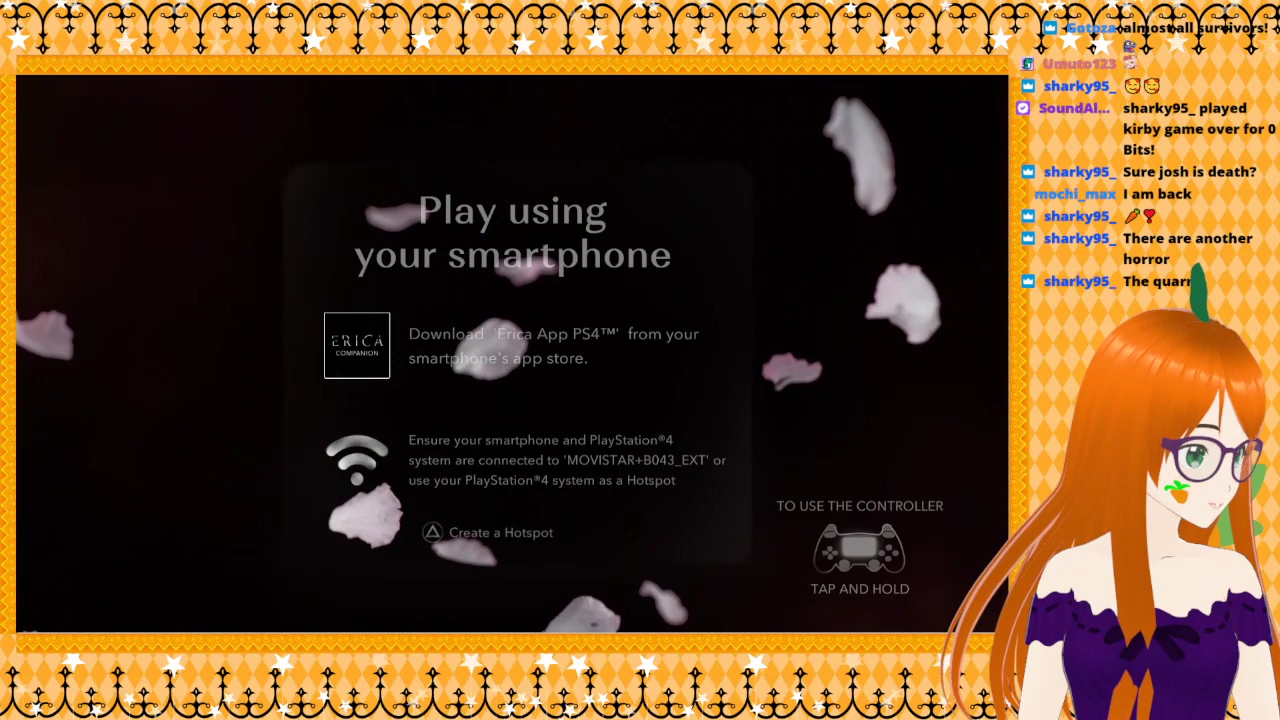 Play using
your smartphone
ERICA
COMPANION
Download 'Erica App PS4™' from your
smartphone's app store.
Ensure your smartphone and PlayStation®4
system are connected to 'MOVISTAR+B043_EXT' or
use your PlayStation®4 system as a Hotspot
Create a Hotspot
TO USE THE CONTROLLER
TAP AND HOLD
Gotoza almost all survivors!
Umuto123
sharky95_
SoundAl... sharky95_ played
kirby game over for 0
Bits!
sharky95_ Sure josh is death?
mochi_max I am back
sharky95_
sharky95_ There are another
horror
sharky95_ The quarr